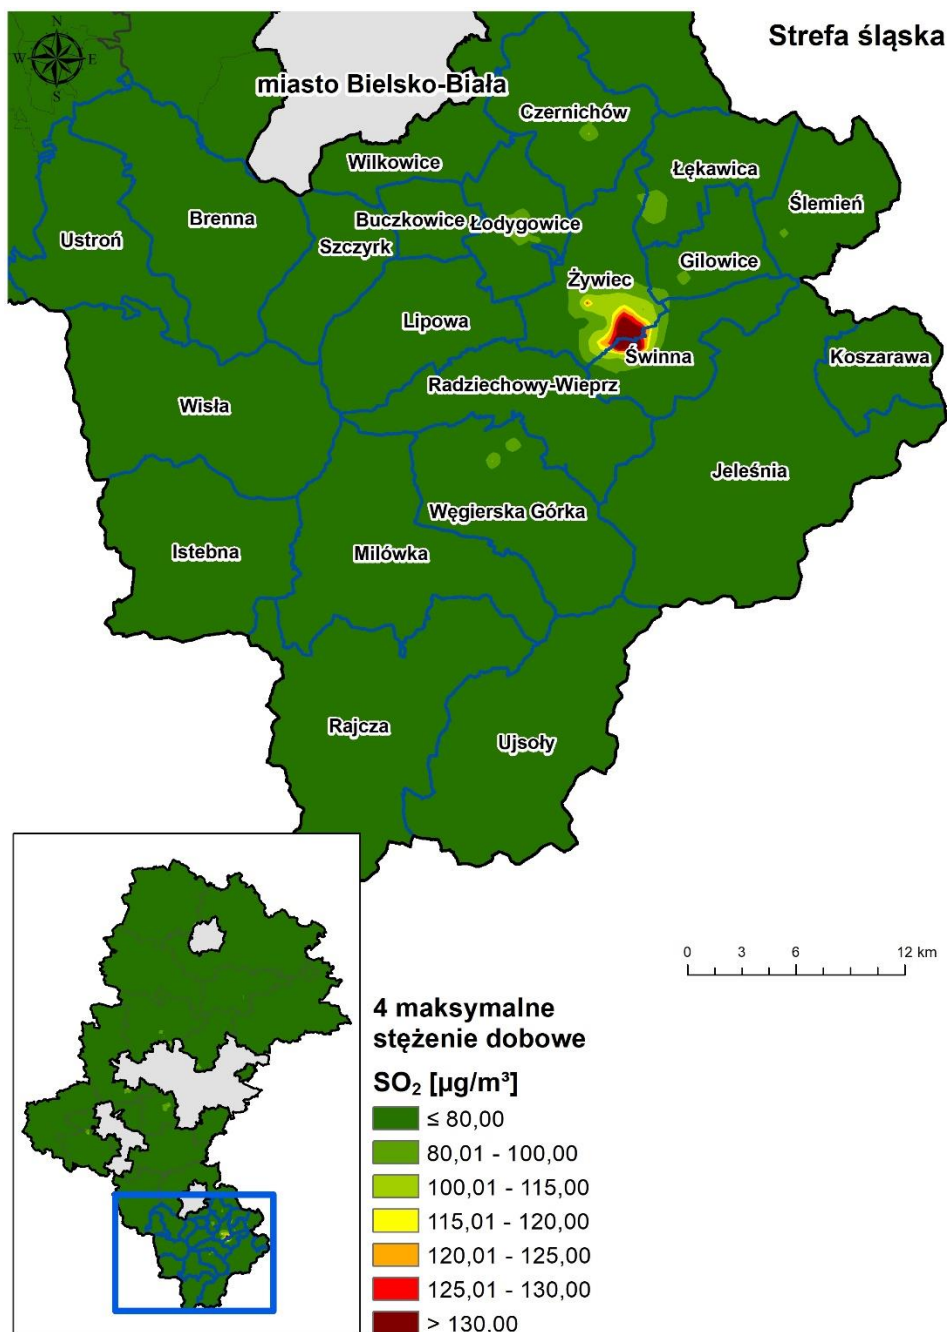 Strefa śląska
N
W
E
S
miasto Bielsko-Biała
Czernichów
Wilkowice
Łękawica
Ślemień
Brenna
Buczkowice
Łodygowice
Ustroń
Szczyrk
Gilowice
Żywiec
Lipowa
Świnna
Koszarawa
Radziechowy-Wieprz
Wisła
Jeleśnia
Węgierska Górka
Istebna
Milówka
Rajcza
Ujsoły
0 3 6 12 km
4 maksymalne
stężenie dobowe
SO₂ [µg/m³]
≤ 80,00
80,01 - 100,00
100,01 - 115,00
115,01 - 120,00
120,01 - 125,00
125,01 - 130,00
> 130,00